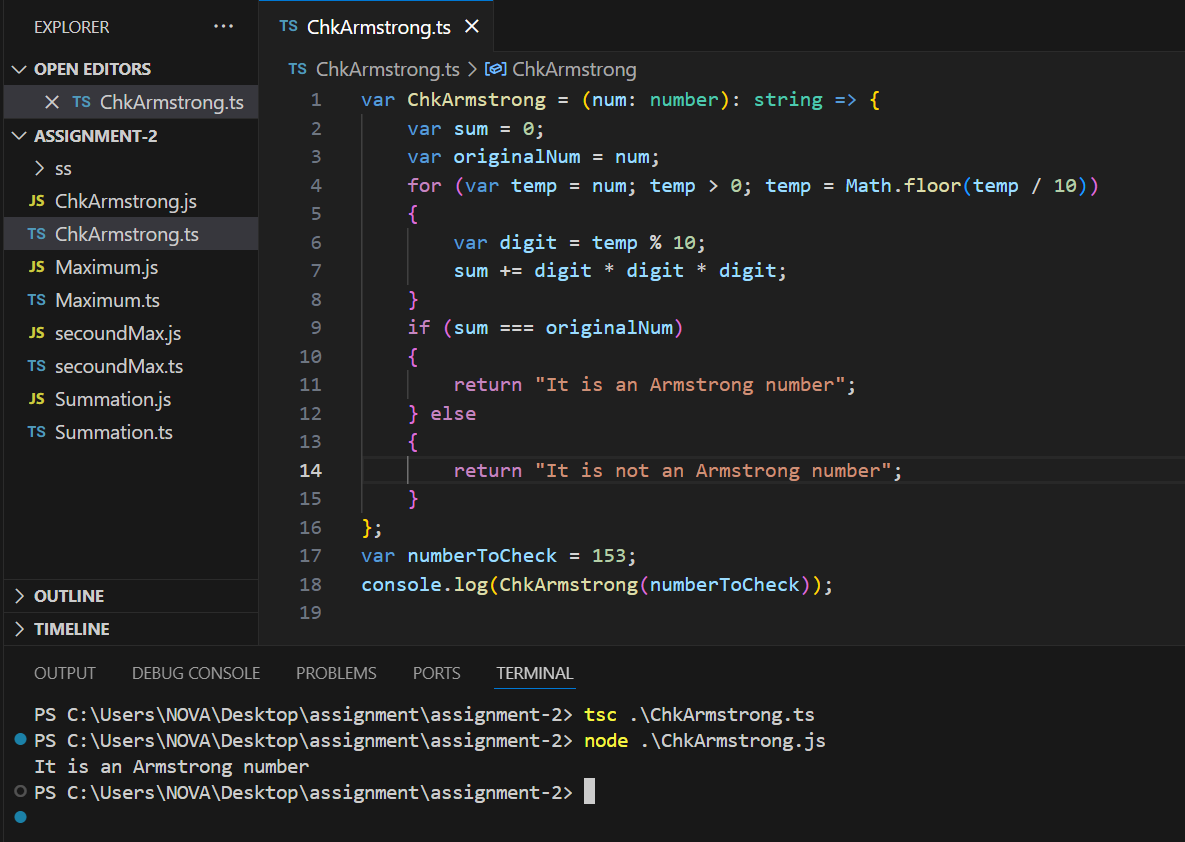 EXPLORER ...
OPEN EDITORS
TS ChkArmstrong.ts
ASSIGNMENT-2
ss
JS ChkArmstrong.js
TS ChkArmstrong.ts
JS Maximum.js
TS Maximum.ts
JS secoundMax.js
TS secoundMax.ts
JS Summation.js
TS Summation.ts
OUTLINE
TIMELINE
TS ChkArmstrong.ts
TS ChkArmstrong.ts > ChkArmstrong
1 var ChkArmstrong = (num: number): string => {
2     var sum = 0;
3     var originalNum = num;
4     for (var temp = num; temp > 0; temp = Math.floor(temp / 10))
5     {
6         var digit = temp % 10;
7         sum += digit * digit * digit;
8     }
9     if (sum === originalNum)
10     {
11         return "It is an Armstrong number";
12     } else
13     {
14         return "It is not an Armstrong number";
15     }
16 };
17 var numberToCheck = 153;
18 console.log(ChkArmstrong(numberToCheck));
19
OUTPUT DEBUG CONSOLE PROBLEMS PORTS TERMINAL
PS C:\Users\NOVA\Desktop\assignment\assignment-2> tsc .\ChkArmstrong.ts
PS C:\Users\NOVA\Desktop\assignment\assignment-2> node .\ChkArmstrong.js
It is an Armstrong number
PS C:\Users\NOVA\Desktop\assignment\assignment-2>